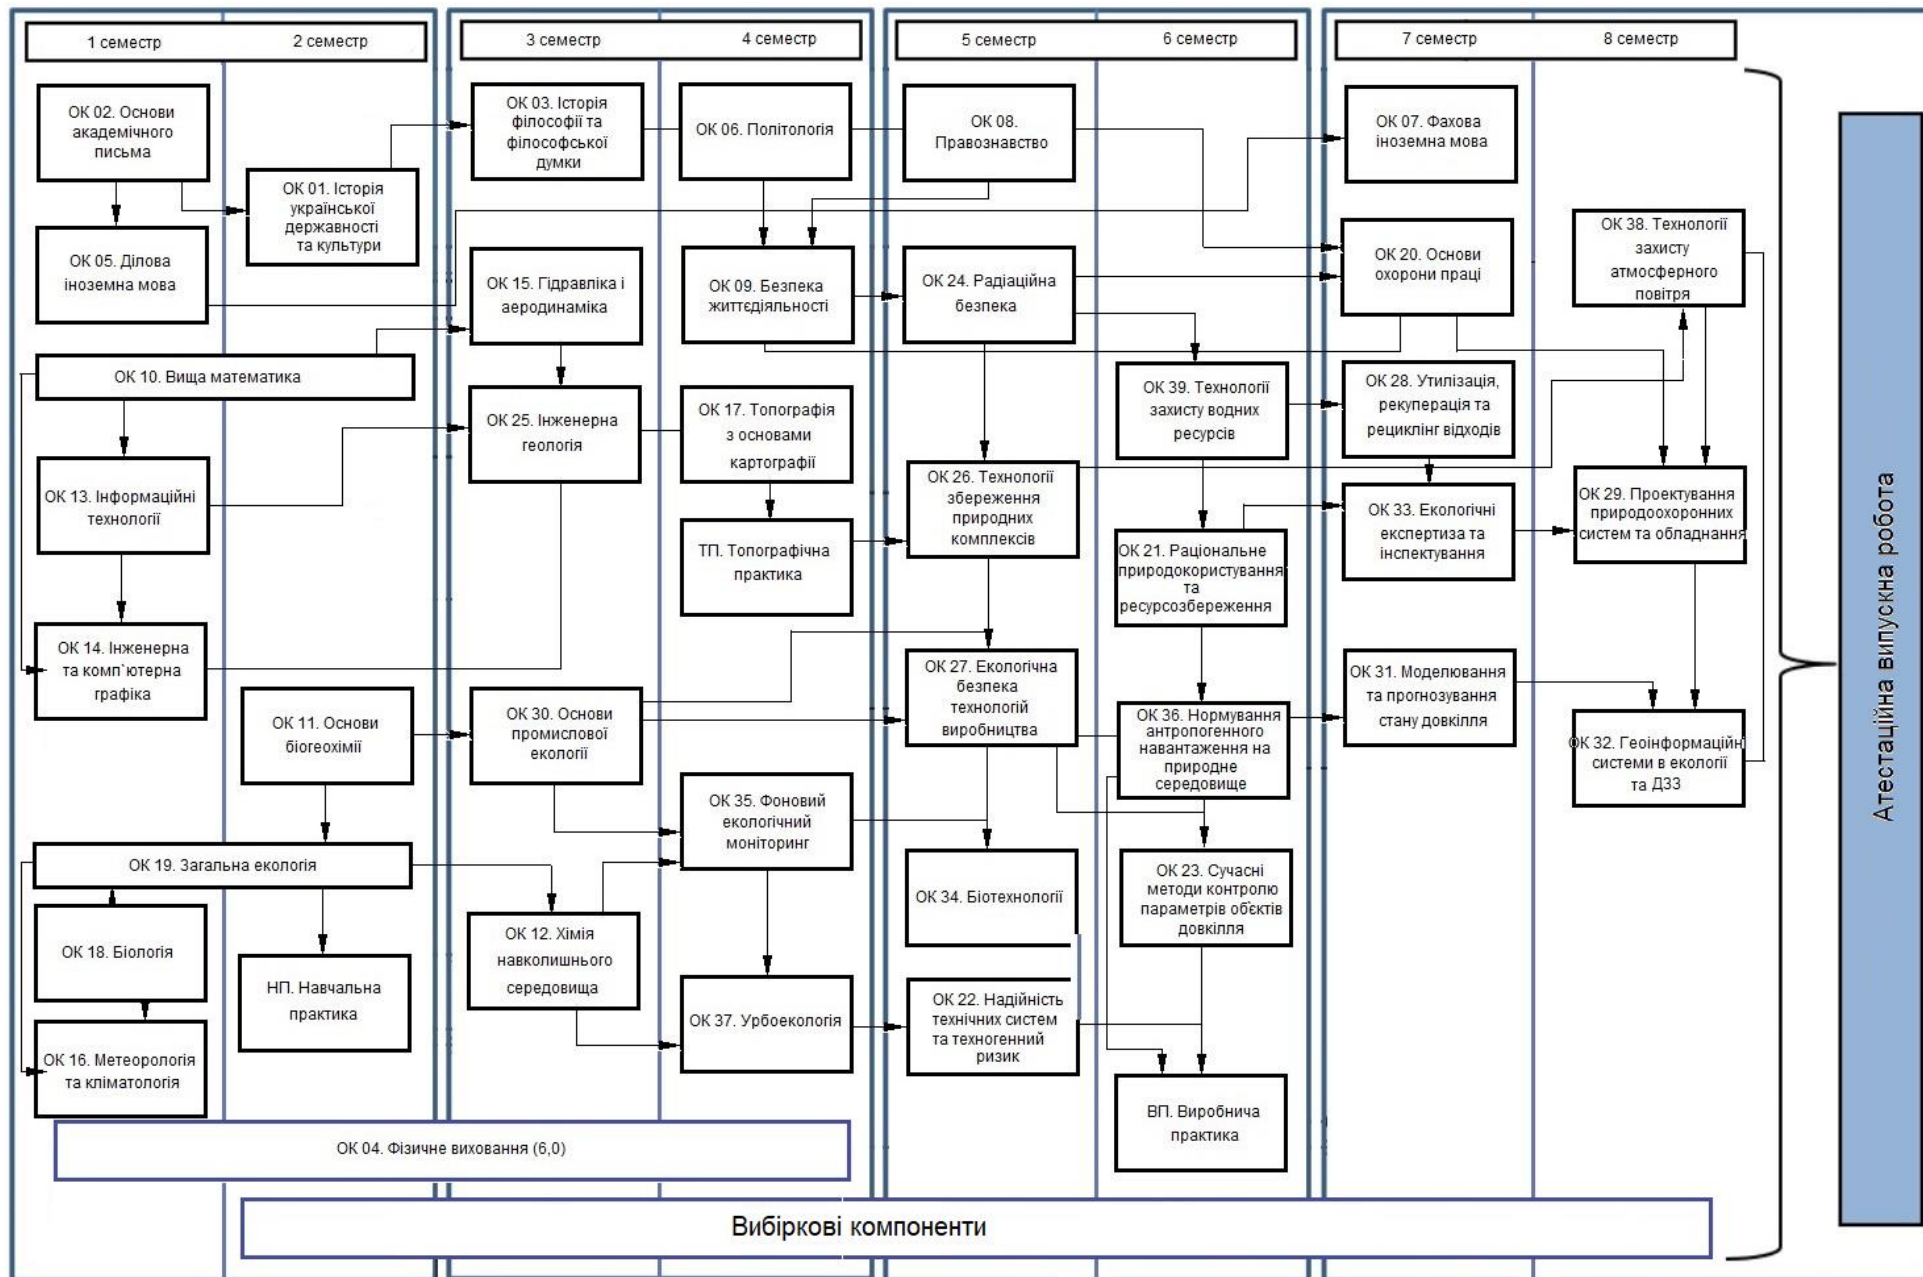 1 семестр
2 семестр
3 семестр
4 семестр
5 семестр
6 семестр
7 семестр
8 семестр
ОК 02. Основи
академічного
письма
ОК 05. Ділова
іноземна мова
ОК 10. Вища математика
ОК 13. Інформаційні
технології
ОК 14. Інженерна
та комп`ютерна
графіка
ОК 19. Загальна екологія
ОК 18. Біологія
ОК 16. Метеорологія
та кліматологія
ОК 01. Історія
української
державності
та культури
ОК 11. Основи
біогеохімії
НП. Навчальна
практика
ОК 03. Історія
філософії та
філософської
думки
ОК 15. Гідравліка і
аеродинаміка
ОК 25. Інженерна
геологія
ОК 30. Основи
промислової
екології
ОК 12. Хімія
навколишнього
середовища
ОК 06. Політологія
ОК 09. Безпека
життєдіяльності
ОК 17. Топографія
з основами
картографії
ТП. Топографічна
практика
ОК 35. Фоновий
екологічний
моніторинг
ОК 37. Урбоекологія
ОК 08.
Правознавство
ОК 24. Радіаційна
безпека
ОК 26. Технології
збереження
природних
комплексів
ОК 27. Екологічна
безпека
технологій
виробництва
ОК 34. Біотехнології
ОК 22. Надійність
технічних систем
та техногенний
ризик
ОК 39. Технології
захисту водних
ресурсів
ОК 21. Раціональне
природокористування
та
ресурсозбереження
ОК 36. Нормування
антропогенного
навантаження на
природне
середовище
ОК 23. Сучасні
методи контролю
параметрів об'єктів
довкілля
ВП. Виробнича
практика
ОК 07. Фахова
іноземна мова
ОК 20. Основи
охорони праці
ОК 28. Утилізація,
рекуперація та
рециклінг відходів
ОК 33. Екологічні
експертиза та
інспектування
ОК 31. Моделювання
та прогнозування
стану довкілля
ОК 38. Технології
захисту
атмосферного
повітря
ОК 29. Проектування
природоохоронних
систем та обладнання
ОК 32. Геоінформаційні
системи в екології
та ДЗЗ
ОК 04. Фізичне виховання (6,0)
Вибіркові компоненти
Атестаційна випускна робота